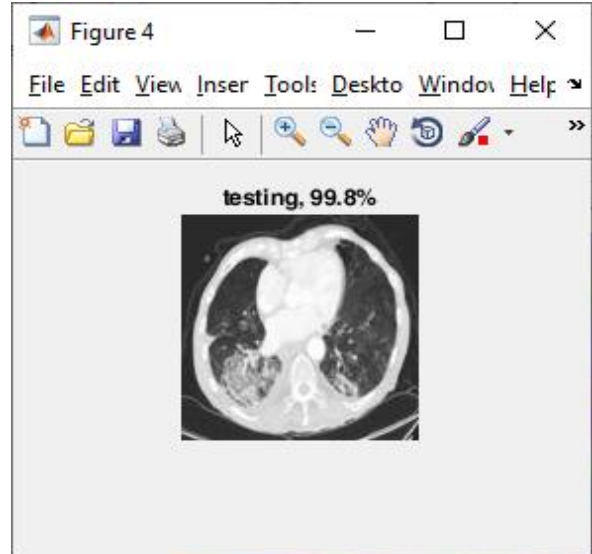 Figure 4
File Edit View Inser Tools Deskto Window Help
testing, 99.8%